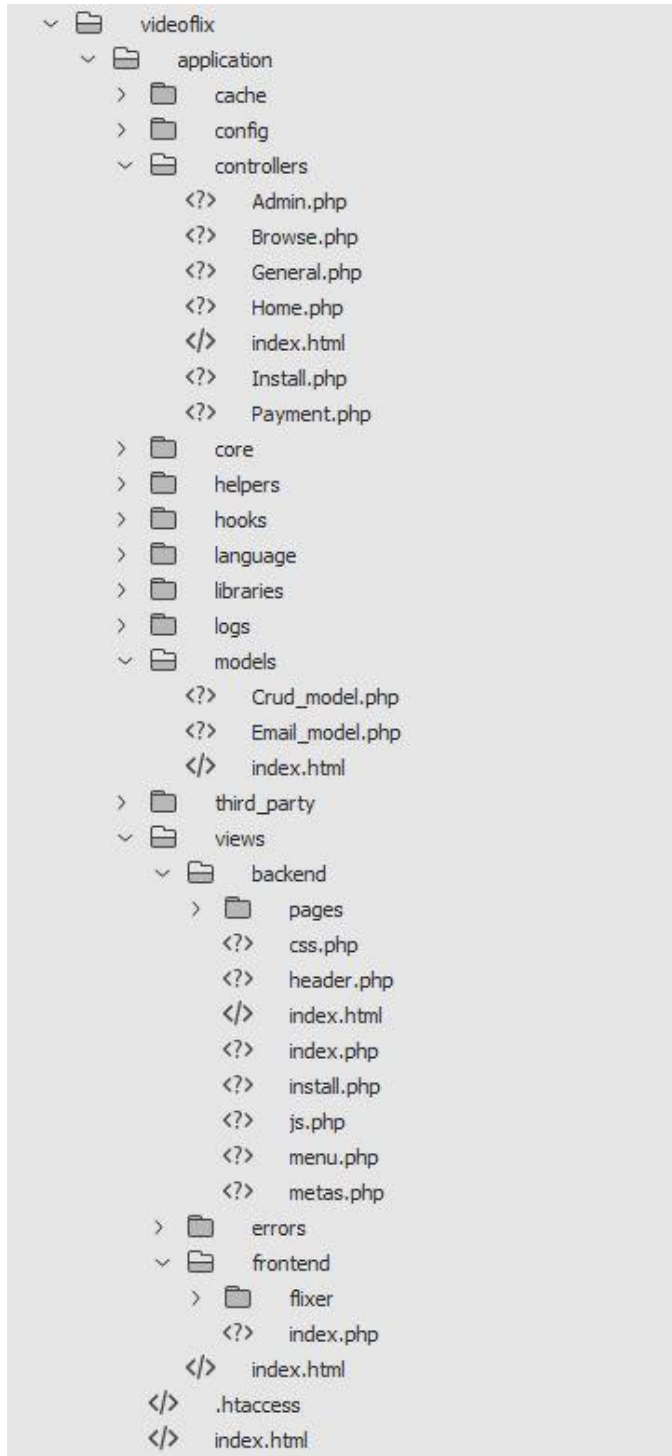 videoflix
application
cache
config
controllers
<?> Admin.php
<?> Browse.php
<?> General.php
<?> Home.php
</> index.html
<?> Install.php
<?> Payment.php
core
helpers
hooks
language
libraries
logs
models
<?> Crud_model.php
<?> Email_model.php
</> index.html
third_party
views
backend
pages
<?> css.php
<?> header.php
</> index.html
<?> index.php
<?> install.php
<?> js.php
<?> menu.php
<?> metas.php
errors
frontend
flixer
<?> index.php
</> index.html
</> .htaccess
</> index.html